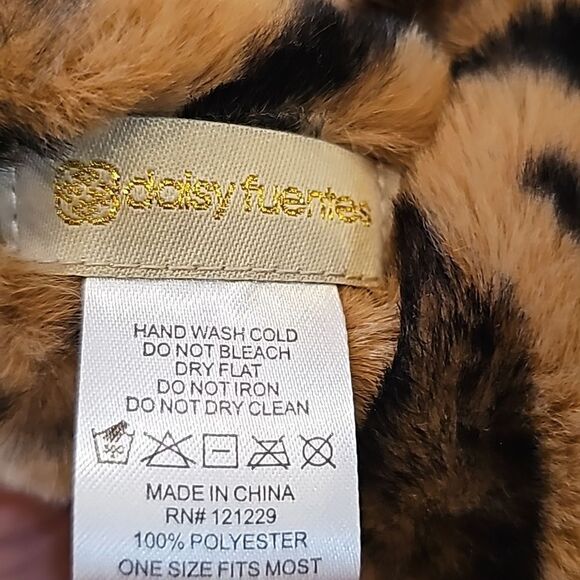 daisy fuentes
HAND WASH COLD
DO NOT BLEACH
DRY FLAT
DO NOT IRON
DO NOT DRY CLEAN
30C
MADE IN CHINA
RN# 121229
100% POLYESTER
ONE SIZE FITS MOST